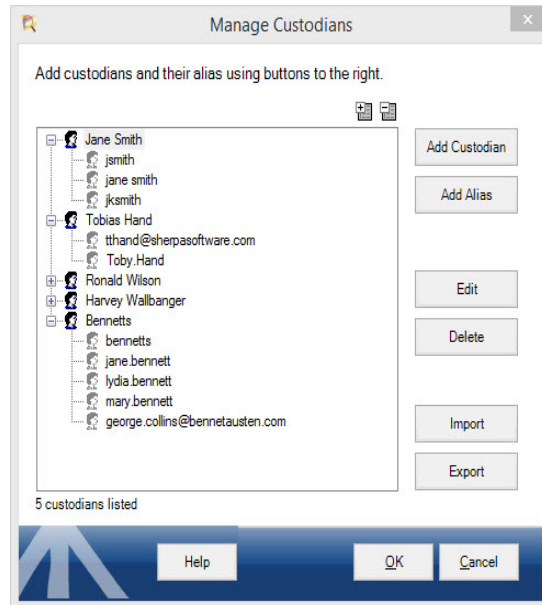 Manage Custodians
x
Add custodians and their alias using buttons to the right.
Jane Smith
jsmith
jane smith
jksmith
Tobias Hand
tthand@sherpasoftware.com
Toby.Hand
Ronald Wilson
Harvey Wallbanger
Bennetts
bennetts
jane.bennett
lydia.bennett
mary.bennett
george.collins@bennetausten.com
Add Custodian
Add Alias
Edit
Delete
Import
Export
5 custodians listed
Help
OK
Cancel